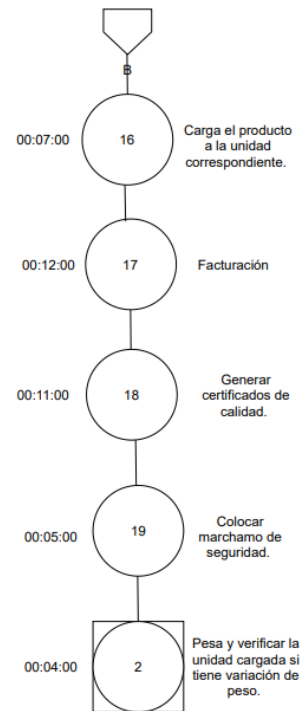 B
00:07:00
16
Carga el producto
a la unidad
correspondiente.
00:12:00
17
Facturación
00:11:00
18
Generar
certificados de
calidad.
00:05:00
19
Colocar
marchamo de
seguridad.
00:04:00
2
Pesa y verificar la
unidad cargada si
tiene variación de
peso.